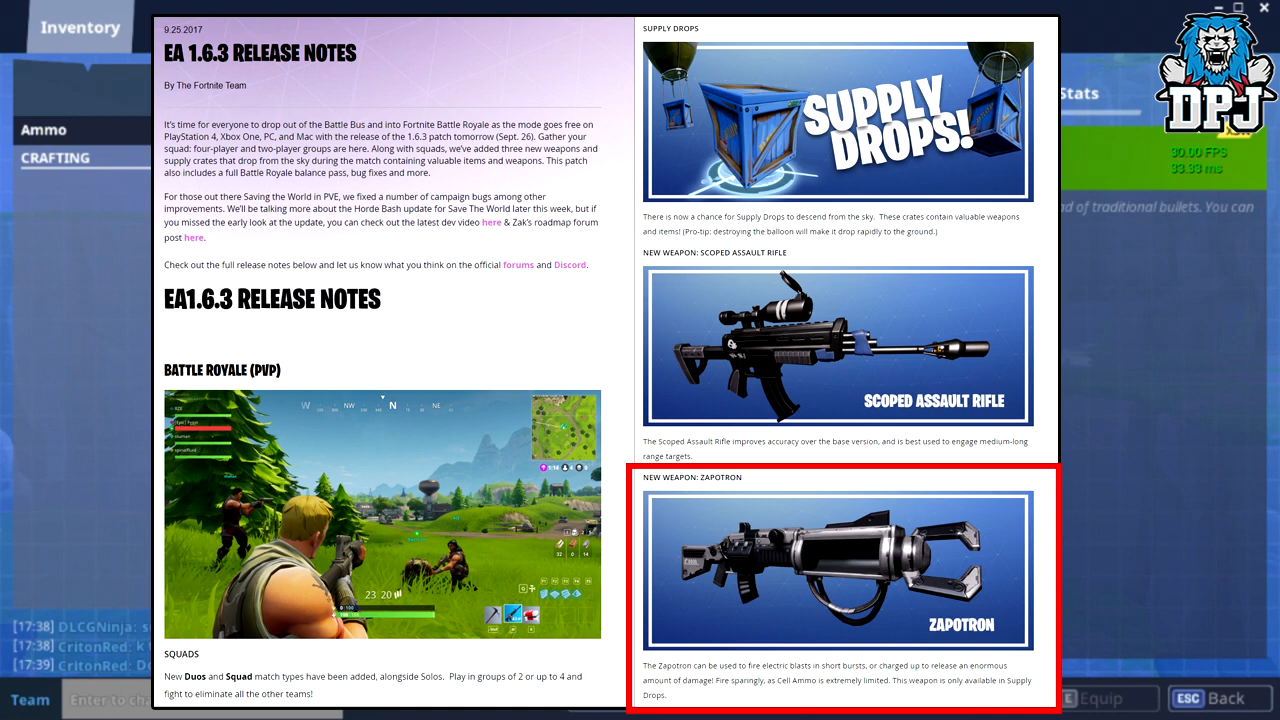 Inventory
Ammo
CRAFTING
9.25.2017
EA 1.6.3 RELEASE NOTES
By The Fortnite Team
It's time for everyone to drop out of the Battle Bus and into Fortnite Battle Royale as the mode goes free on
PlayStation 4, Xbox One, PC, and Mac with the release of the 1.6.3 patch tomorrow (Sept. 26). Gather your
squad: four-player and two-player groups are here. Along with squads, we've added three new weapons and
supply crates that drop from the sky during the match containing valuable items and weapons. This patch
also includes a full Battle Royale balance pass, bug fixes and more.
For those out there Saving the World in PVE, we fixed a number of campaign bugs among other
improvements. We'll be talking more about the Horde Bash update for Save The World later this week, but if
you missed the early look at the update, you can check out the latest dev video here & Zak's roadmap forum
post here.
Check out the full release notes below and let us know what you think on the official forums and Discord.
EA1.6.3 RELEASE NOTES
BATTLE ROYALE (PVP)
W NW N NE
23 20
SQUADS
New Duos and Squad match types have been added, alongside Solos. Play in groups of 2 or up to 4 and
fight to eliminate all the other teams!
SUPPLY DROPS
SUPPLY
DROPS!
There is now a chance for Supply Drops to descend from the sky. These crates contain valuable weapons
and items! (Pro-tip: destroying the balloon will make it drop rapidly to the ground.)
NEW WEAPON: SCOPED ASSAULT RIFLE
SCOPED ASSAULT RIFLE
The Scoped Assault Rifle improves accuracy over the base version, and is best used to engage medium-long
range targets.
NEW WEAPON: ZAPOTRON
ZAPOTRON
The Zapotron can be used to fire electric blasts in short bursts, or charged up to release an enormous
amount of damage! Fire sparingly, as Cell Ammo is extremely limited. This weapon is only available in Supply
Drops.
DPJ
Stats
30.00 FPS
33.33 ms
ad of traditional bullets. You can
[17:38] DLCGNinja:
[17:38] CritonRed:
[17:39] CritonRed:
Team
Enter to cha
E Equip
ESC Back